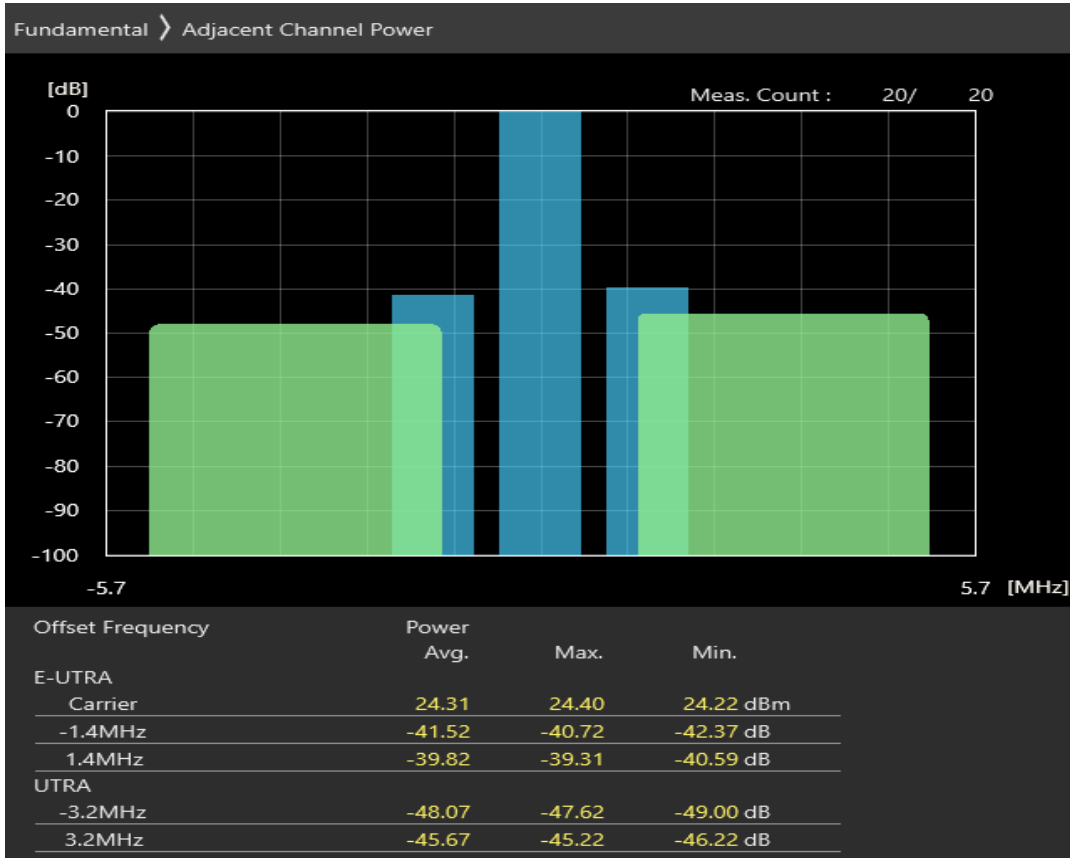 Fundamental 〉 Adjacent Channel Power
[dB]
Meas. Count : 20/ 20
0
-10
-20
-30
-40
-50
-60
-70
-80
-90
-100
-5.7 5.7 [MHz]
Offset Frequency Power
Avg. Max. Min.
E-UTRA
Carrier 24.31 24.40 24.22 dBm
-1.4MHz -41.52 -40.72 -42.37 dB
1.4MHz -39.82 -39.31 -40.59 dB
UTRA
-3.2MHz -48.07 -47.62 -49.00 dB
3.2MHz -45.67 -45.22 -46.22 dB